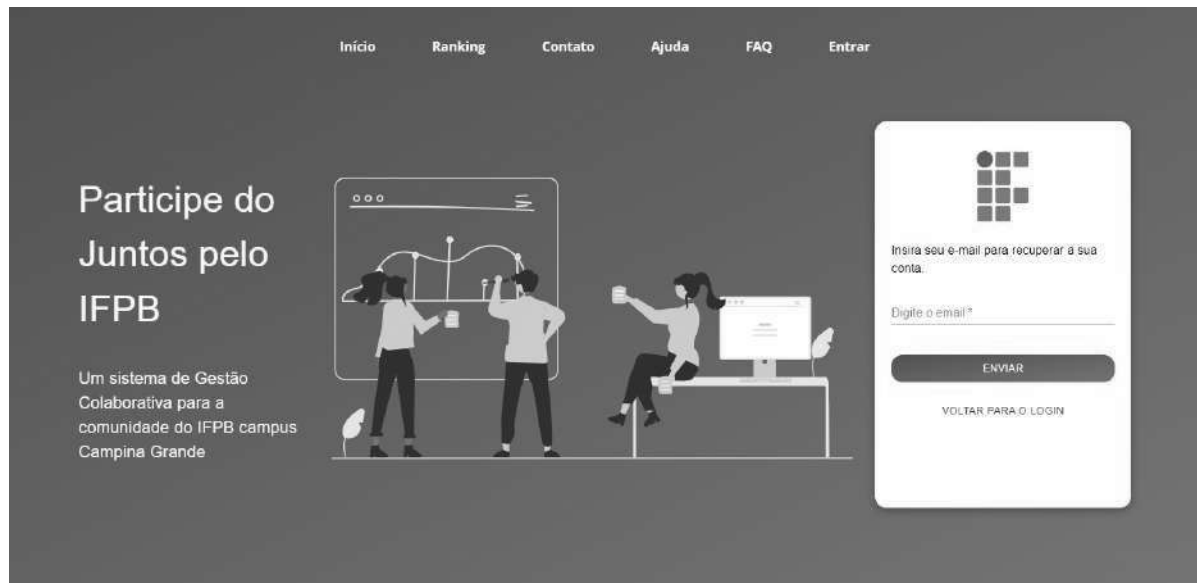 Início Ranking Contato Ajuda FAQ Entrar
Participe do
Juntos pelo
IFPB
Um sistema de Gestão
Colaborativa para a
comunidade do IFPB campus
Campina Grande
Insira seu e-mail para recuperar a sua
conta.
Digite o email *
ENVIAR
VOLTAR PARA O LOGIN